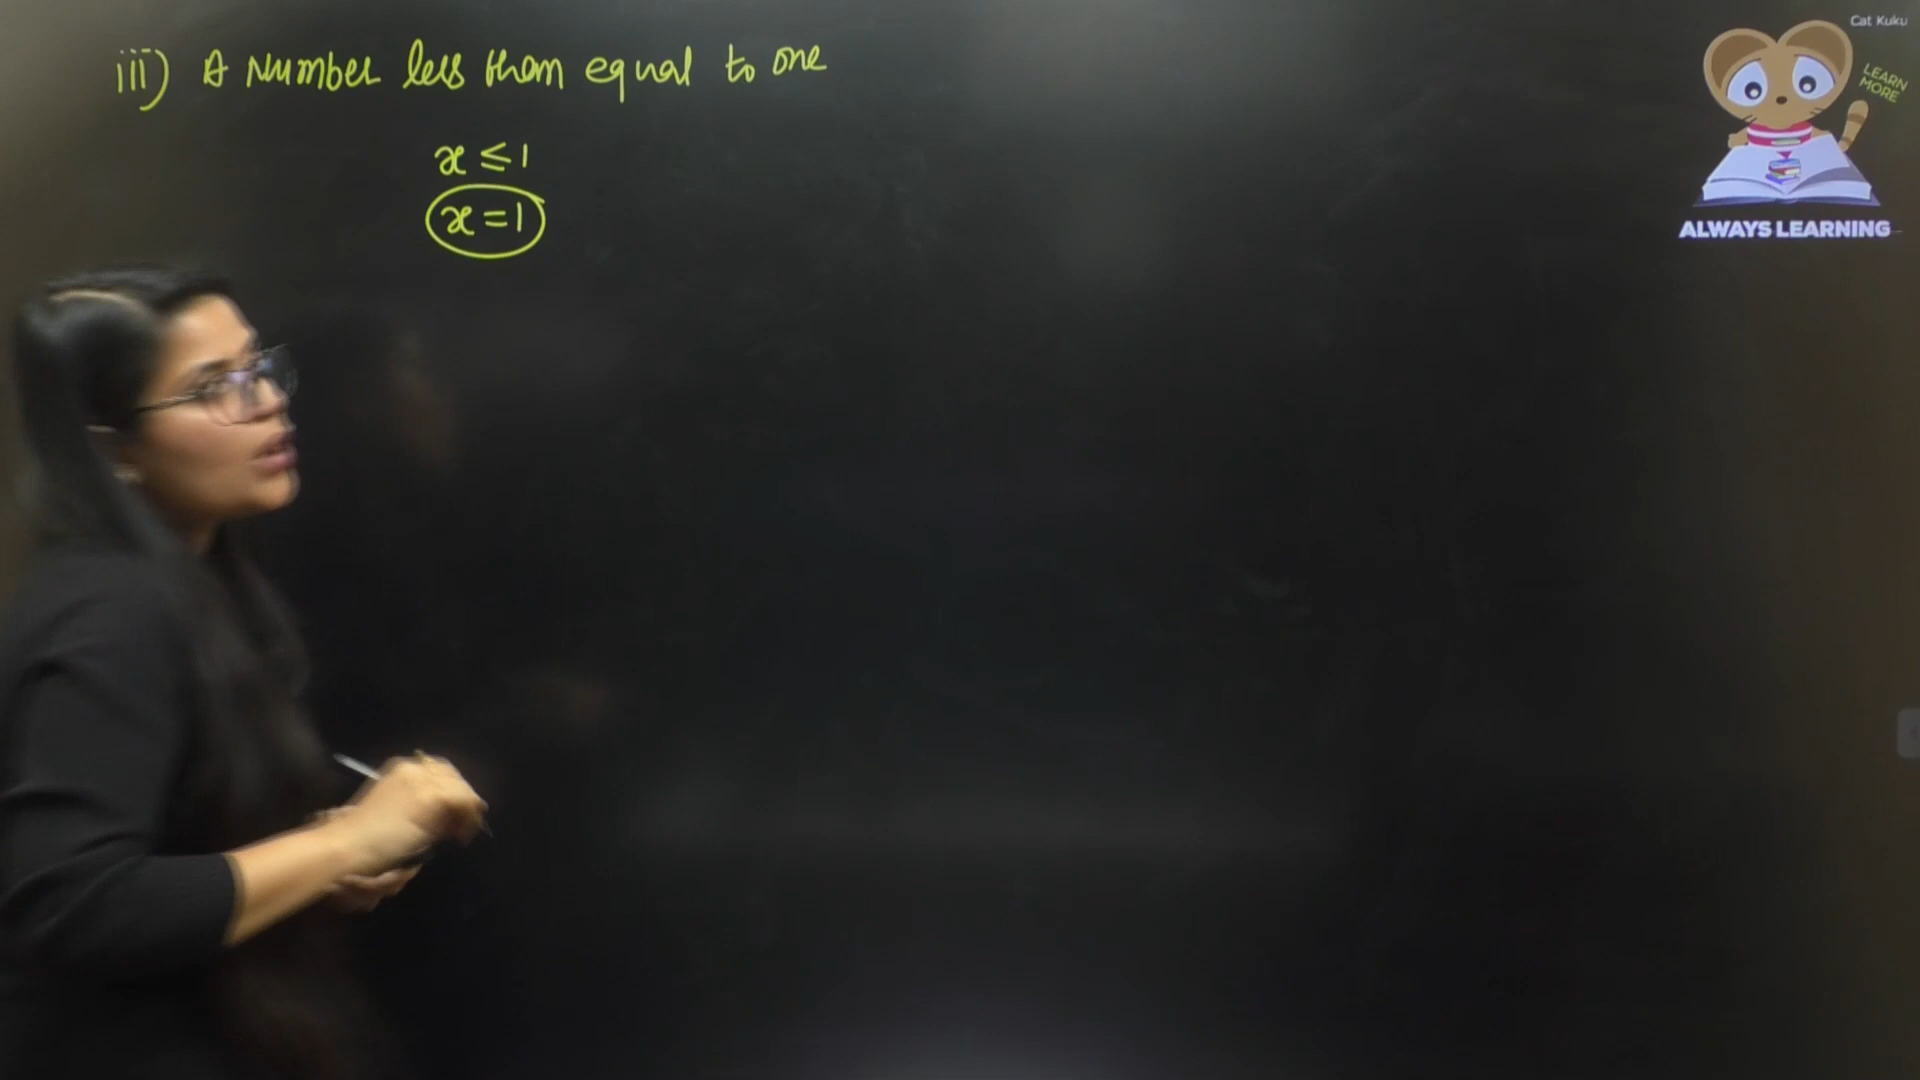 iii) A Number less than equal to one
x ≤ 1
x = 1
Cat Kuku
LEARN
MORE
ALWAYS LEARNING